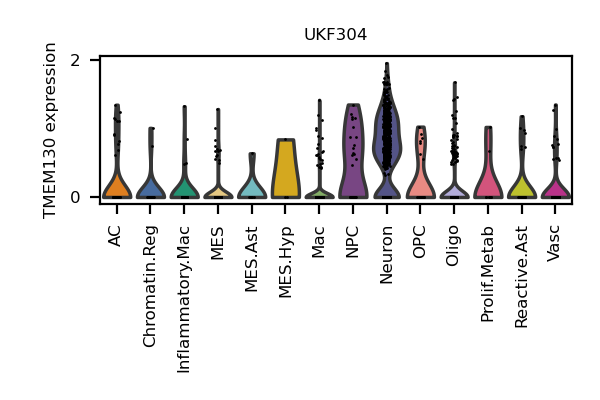 UKF304
TMEM130 expression
2
0
AC
Chromatin.Reg
Inflammatory.Mac
MES
MES.Ast
MES.Hyp
Mac
NPC
Neuron
OPC
Oligo
Prolif.Metab
Reactive.Ast
Vasc